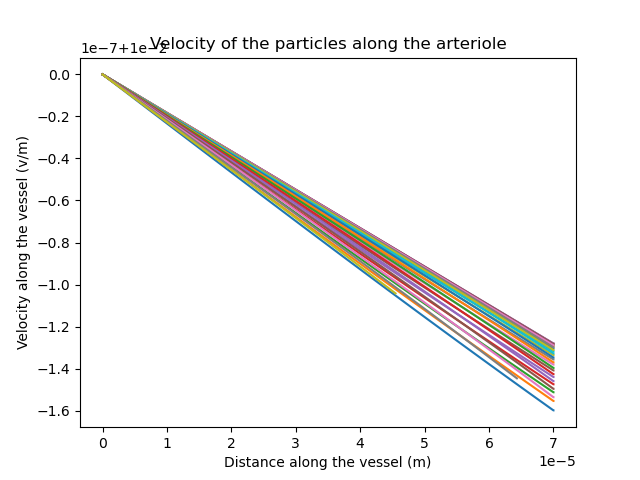 Velocity of the particles along the arteriole
1e−7+1e−2
0.0
−0.2
−0.4
−0.6
−0.8
−1.0
−1.2
−1.4
−1.6
Velocity along the vessel (v/m)
0 1 2 3 4 5 6 7
1e−5
Distance along the vessel (m)